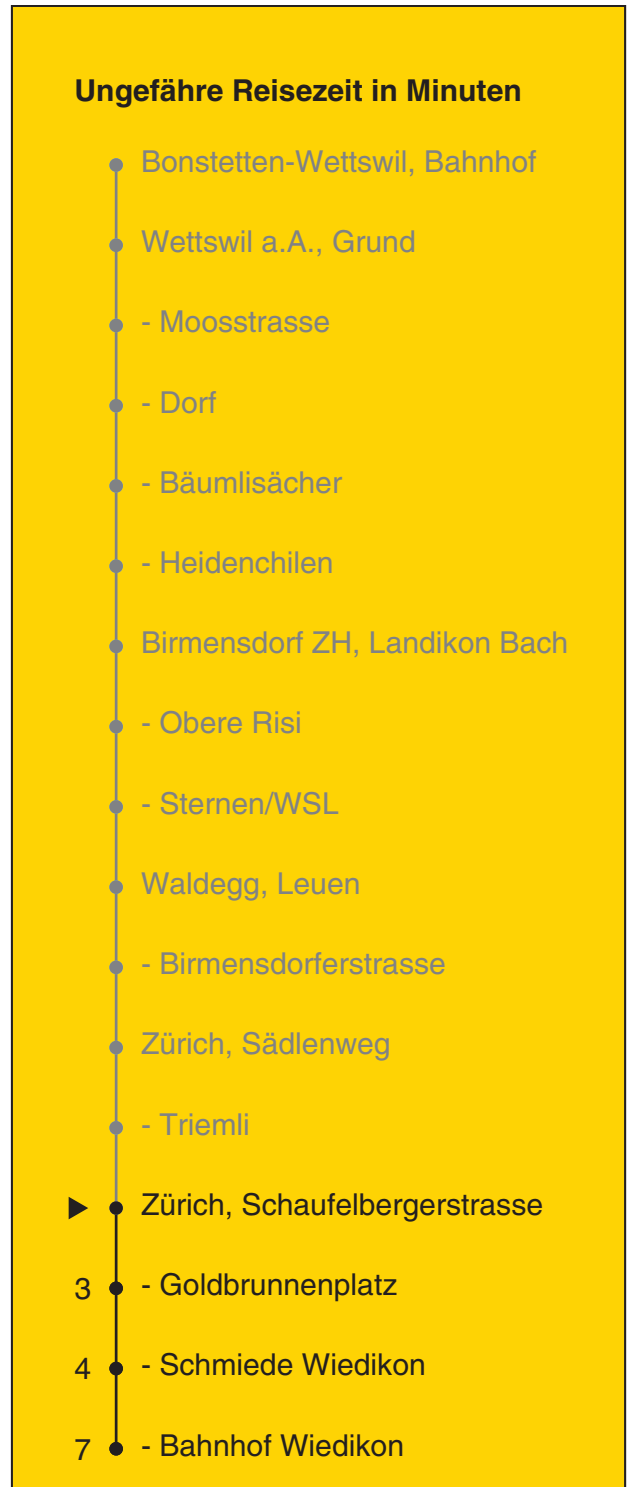 Ungefähre Reisezeit in Minuten
Bonstetten-Wettswil, Bahnhof
Wettswil a.A., Grund
- Moosstrasse
- Dorf
- Bäumlisächer
- Heidenchilen
Birmensdorf ZH, Landikon Bach
- Obere Risi
- Sternen/WSL
Waldegg, Leuen
- Birmensdorferstrasse
Zürich, Sädlenweg
- Triemli
Zürich, Schaufelbergerstrasse
3 - Goldbrunnenplatz
4 - Schmiede Wiedikon
7 - Bahnhof Wiedikon